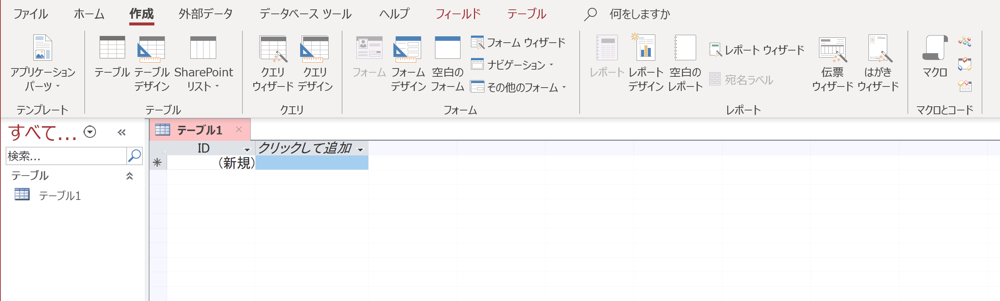 ファイル ホーム 作成 外部データ データベース ツール ヘルプ フィールド テーブル 何をしますか
アプリケーション
パーツ
テンプレート
テーブル
テーブル
デザイン
SharePoint
リスト
テーブル
クエリ
ウィザード
クエリ
デザイン
クエリ
フォーム
フォーム
デザイン
空白の
フォーム
フォーム ウィザード
ナビゲーション
その他のフォーム
フォーム
レポート
レポート
デザイン
空白の
レポート
レポート ウィザード
宛名ラベル
伝票
ウィザード
はがき
ウィザード
レポート
マクロ
マクロとコード
すべて...
検索...
テーブル
テーブル1
テーブル1
ID クリックして追加
(新規)